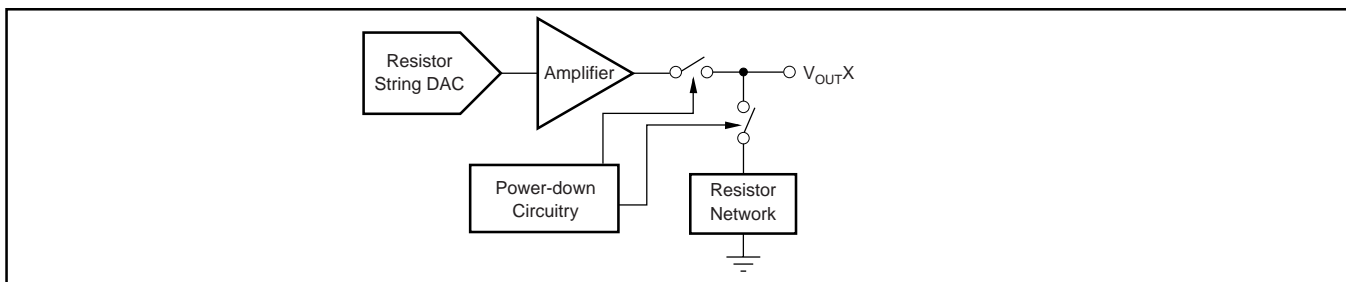 Resistor
String DAC
Amplifier
V_OUTX
Power-down
Circuitry
Resistor
Network